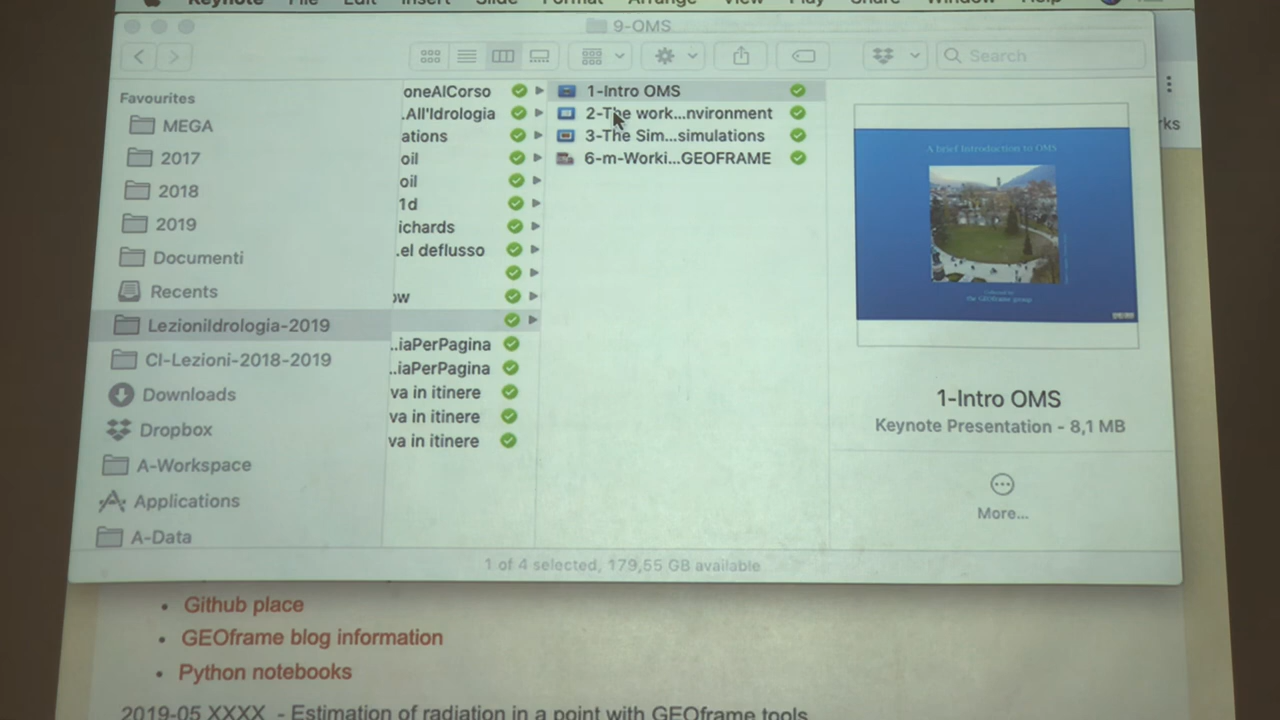 Keynote File Edit Insert Slide Format Arrange View Play Share Window Help
9-OMS
Search
Favourites
MEGA
2017
2018
2019
Documenti
Recents
LezioniIdrologia-2019
CI-Lezioni-2018-2019
Downloads
Dropbox
A-Workspace
Applications
A-Data
oneAlCorso
.All'Idrologia
ations
oil
oil
1d
ichards
.el deflusso
ow
..iaPerPagina
..iaPerPagina
va in itinere
va in itinere
va in itinere
1-Intro OMS
2-The work...nvironment
3-The Sim...simulations
6-m-Worki...GEOFRAME
A brief Introduction to OMS
the GEOframe group
1-Intro OMS
Keynote Presentation - 8,1 MB
More...
1 of 4 selected, 179,55 GB available
rks
• Github place
• GEOframe blog information
• Python notebooks
2019-05 XXXX - Estimation of radiation in a point with GEOframe tools